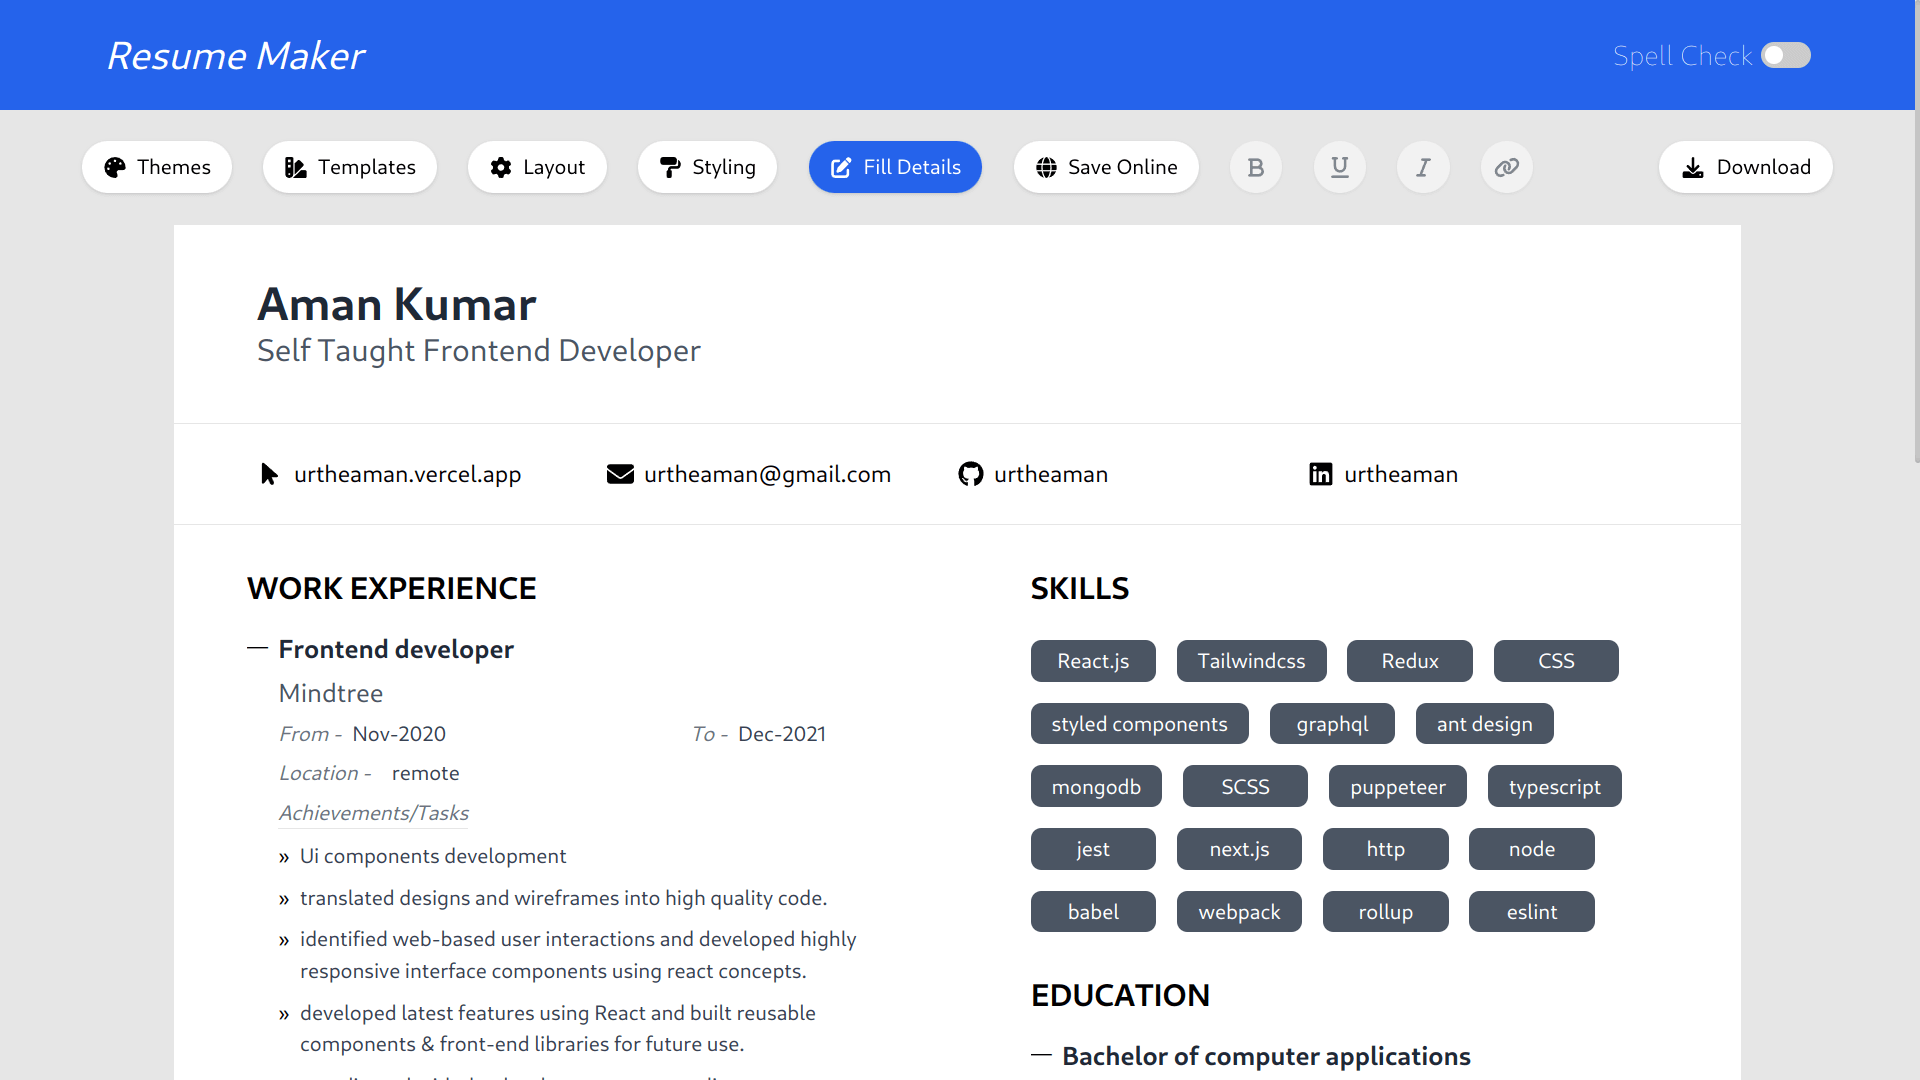 Resume Maker
Spell Check
Themes
Templates
Layout
Styling
Fill Details
Save Online
B
U
I
Download
Aman Kumar
Self Taught Frontend Developer
urtheaman.vercel.app
urtheaman@gmail.com
urtheaman
in urtheaman
WORK EXPERIENCE
— Frontend developer
Mindtree
From - Nov-2020 To - Dec-2021
Location - remote
Achievements/Tasks
» Ui components development
» translated designs and wireframes into high quality code.
» identified web-based user interactions and developed highly
responsive interface components using react concepts.
» developed latest features using React and built reusable
components & front-end libraries for future use.
SKILLS
React.js Tailwindcss Redux CSS
styled components graphql ant design
mongodb SCSS puppeteer typescript
jest next.js http node
babel webpack rollup eslint
EDUCATION
— Bachelor of computer applications